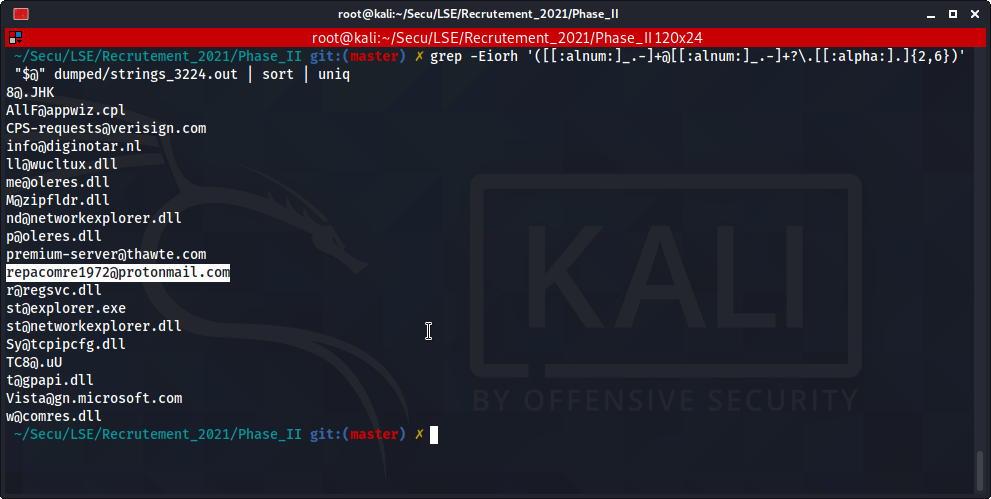 root@kali:~/Secu/LSE/Recrutement_2021/Phase_II
root@kali:~/Secu/LSE/Recrutement_2021/Phase_II 120x24
~/Secu/LSE/Recrutement_2021/Phase_II git:(master) ✗ grep -Eiorh '([[:alnum:]_.-]+@[[:alnum:]_.-]+?\.[[:alpha:].]{2,6})'
"$@" dumped/strings_3224.out | sort | uniq
8@.JHK
AllF@appwiz.cpl
CPS-requests@verisign.com
info@diginotar.nl
ll@wucltux.dll
me@oleres.dll
M@zipfldr.dll
nd@networkexplorer.dll
p@oleres.dll
premium-server@thawte.com
repacomre1972@protonmail.com
r@regsvc.dll
st@explorer.exe
st@networkexplorer.dll
Sy@tcpipcfg.dll
TC8@.uU
t@gpapi.dll
Vista@gn.microsoft.com
w@comres.dll
~/Secu/LSE/Recrutement_2021/Phase_II git:(master) ✗
KALI
BY OFFENSIVE SECURITY